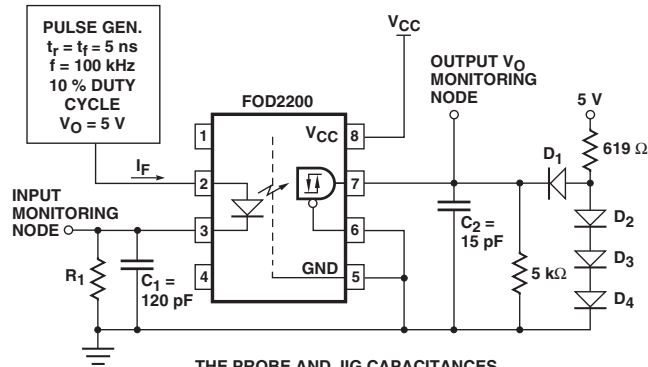 PULSE GEN.
tr = tf = 5 ns
f = 100 kHz
10 % DUTY
CYCLE
VO = 5 V
VCC
OUTPUT VO
MONITORING
NODE
5 V
FOD2200
619 Ω
D1
1
VCC
8
IF
2
7
INPUT
MONITORING
NODE
3
6
D2
C2 =
15 pF
D3
5 kΩ
R1
C1 =
120 pF
4
GND
5
D4
THE PROBE AND JIG CAPACITANCES